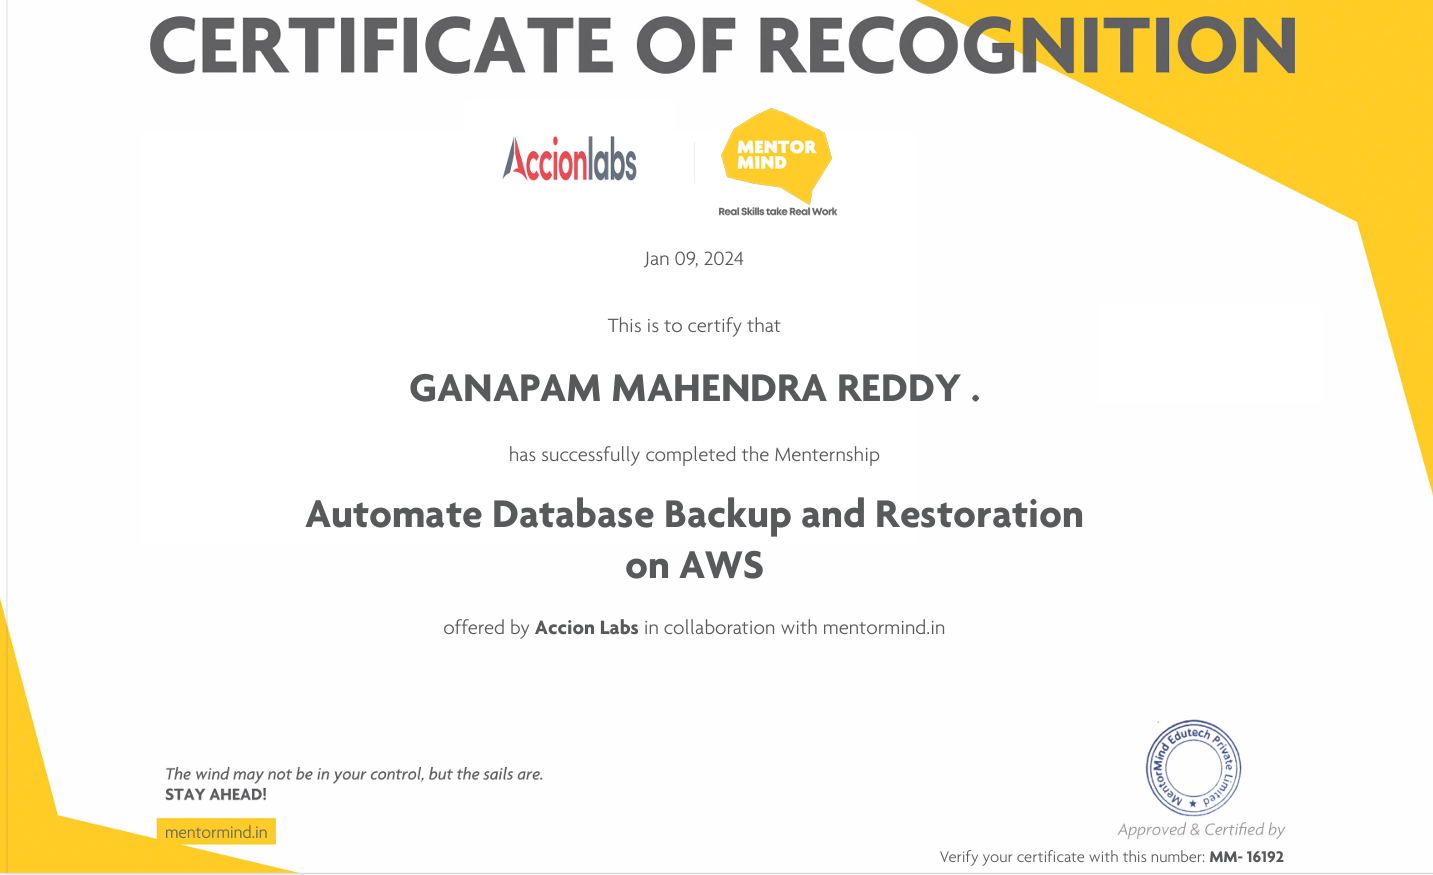 CERTIFICATE OF RECOGNITION
Accionlabs
MENTOR
MIND
Real Skills take Real Work
Jan 09, 2024
This is to certify that
GANAPAM MAHENDRA REDDY .
has successfully completed the Menternship
Automate Database Backup and Restoration
on AWS
offered by Accion Labs in collaboration with mentormind.in
The wind may not be in your control, but the sails are.
STAY AHEAD!
mentormind.in
MentorMind Edutech Private Limited ★
Approved & Certified by
Verify your certificate with this number: MM- 16192